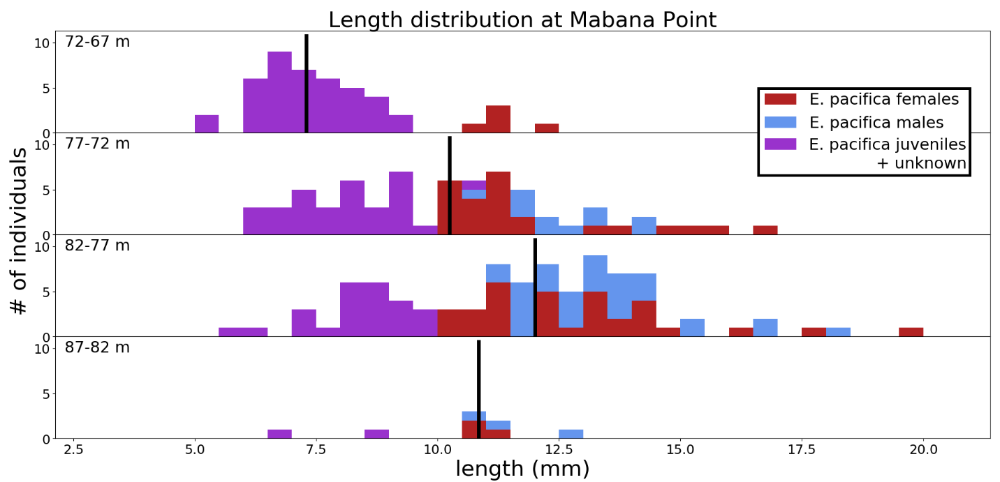 Length distribution at Mabana Point
# of individuals
72-67 m
10
5
0
E. pacifica females
E. pacifica males
E. pacifica juveniles
+ unknown
77-72 m
10
5
0
82-77 m
10
5
0
87-82 m
10
5
0
2.5 5.0 7.5 10.0 12.5 15.0 17.5 20.0
length (mm)